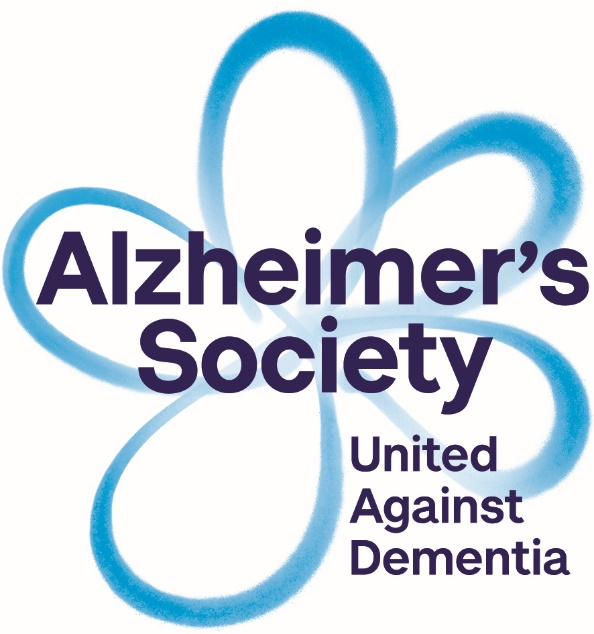 Alzheimer’s
Society
United
Against
Dementia